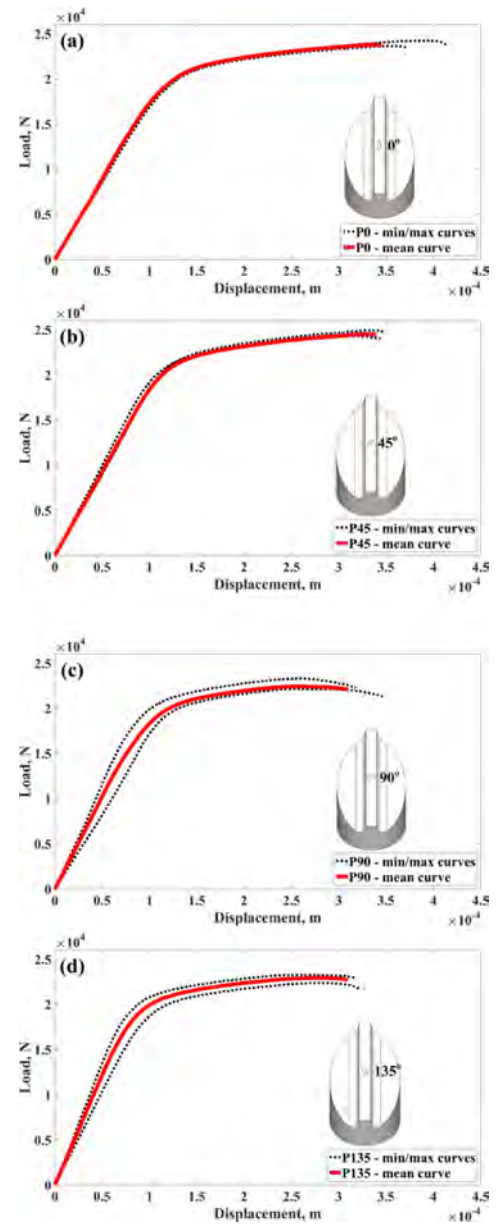 ×10⁴
(a)
2.5
2
1.5
1
0.5
0
Load, N
0°
P0 - min/max curves
P0 - mean curve
0 0.5 1 1.5 2 2.5 3 3.5 4 4.5
Displacement, m
×10⁻⁴
×10⁴
(b)
2.5
2
1.5
1
0.5
0
Load, N
45°
P45 - min/max curves
P45 - mean curve
0 0.5 1 1.5 2 2.5 3 3.5 4 4.5
Displacement, m
×10⁻⁴
×10⁴
(c)
2.5
2
1.5
1
0.5
0
Load, N
90°
P90 - min/max curves
P90 - mean curve
0 0.5 1 1.5 2 2.5 3 3.5 4 4.5
Displacement, m
×10⁻⁴
×10⁴
(d)
2.5
2
1.5
1
0.5
0
Load, N
135°
P135 - min/max curves
P135 - mean curve
0 0.5 1 1.5 2 2.5 3 3.5 4 4.5
Displacement, m
×10⁻⁴